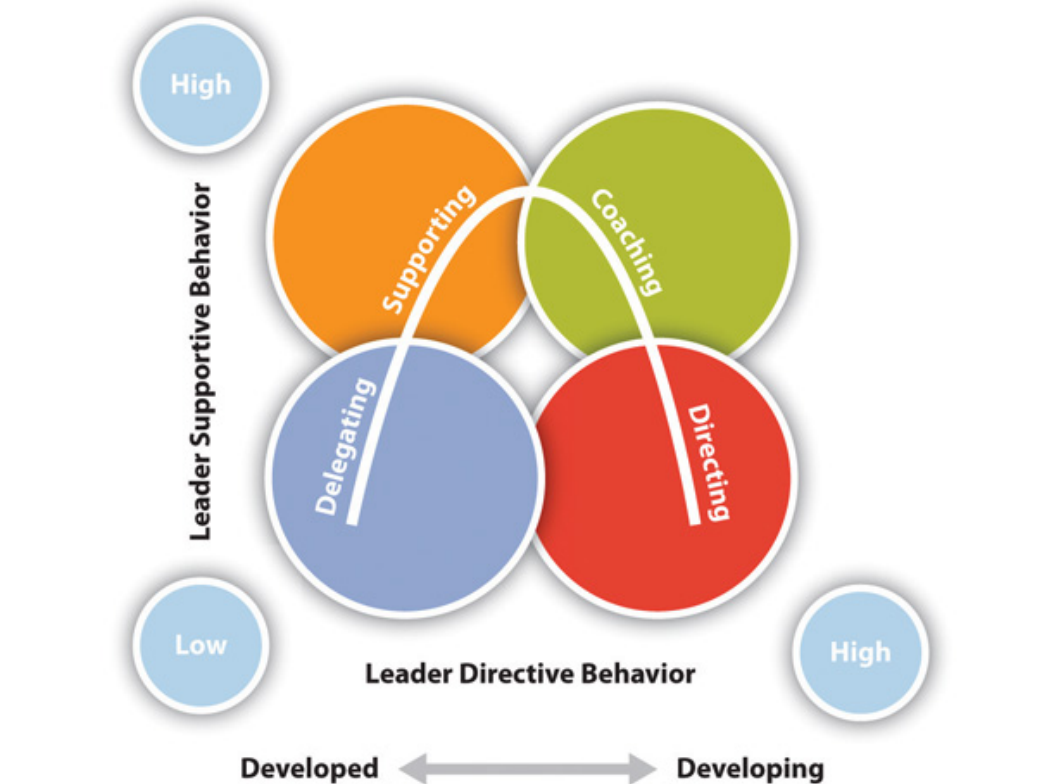 High
Leader Supportive Behavior
Supporting
Coaching
Delegating
Directing
Low
High
Leader Directive Behavior
Developed
Developing